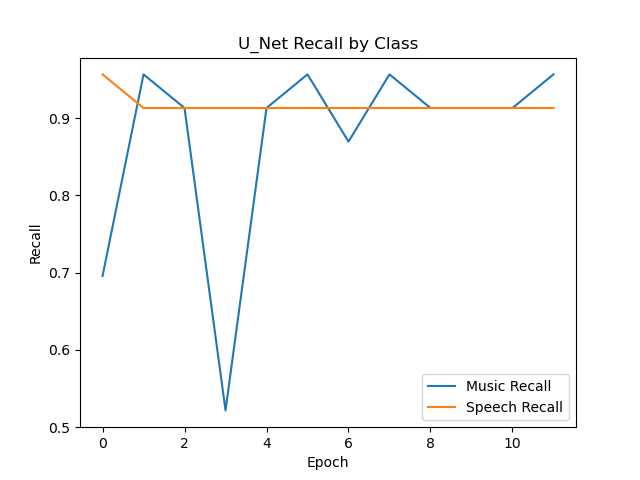 U_Net Recall by Class
Recall
0.9
0.8
0.7
0.6
0.5
0 2 4 6 8 10
Epoch
Music Recall
Speech Recall